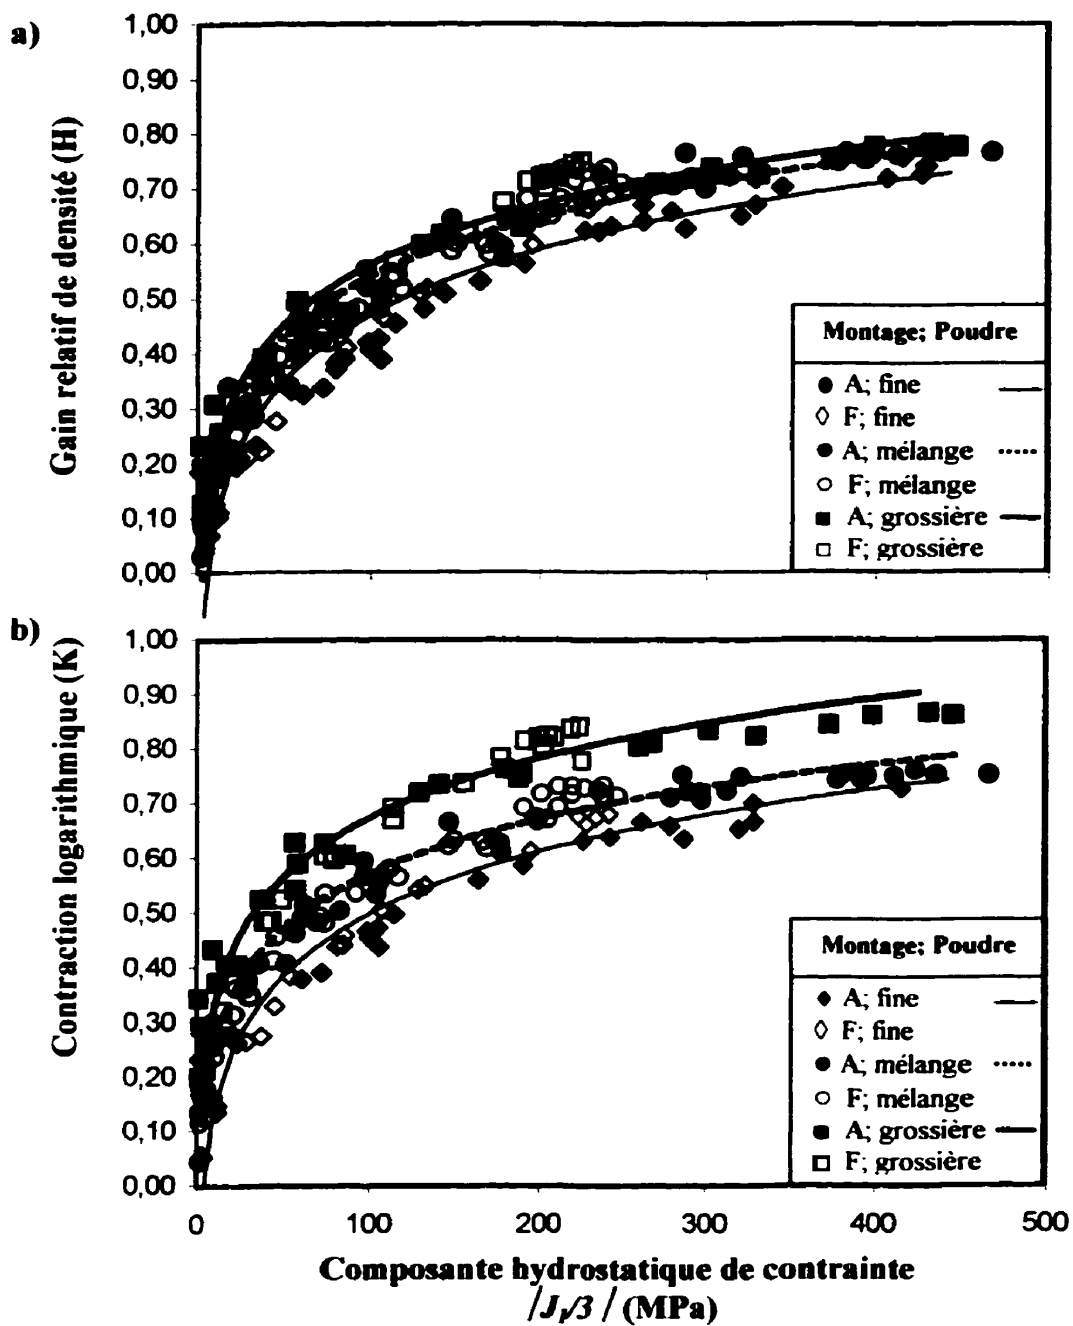 a)
Gain relatif de densité (H)
1,00
0,90
0,80
0,70
0,60
0,50
0,40
0,30
0,20
0,10
0,00
Montage; Poudre
A; fine
F; fine
A; mélange
F; mélange
A; grossière
F; grossière
b)
Contraction logarithmique (K)
1,00
0,90
0,80
0,70
0,60
0,50
0,40
0,30
0,20
0,10
0,00
Montage; Poudre
A; fine
F; fine
A; mélange
F; mélange
A; grossière
F; grossière
0 100 200 300 400 500
Composante hydrostatique de contrainte
/J₁/3 / (MPa)